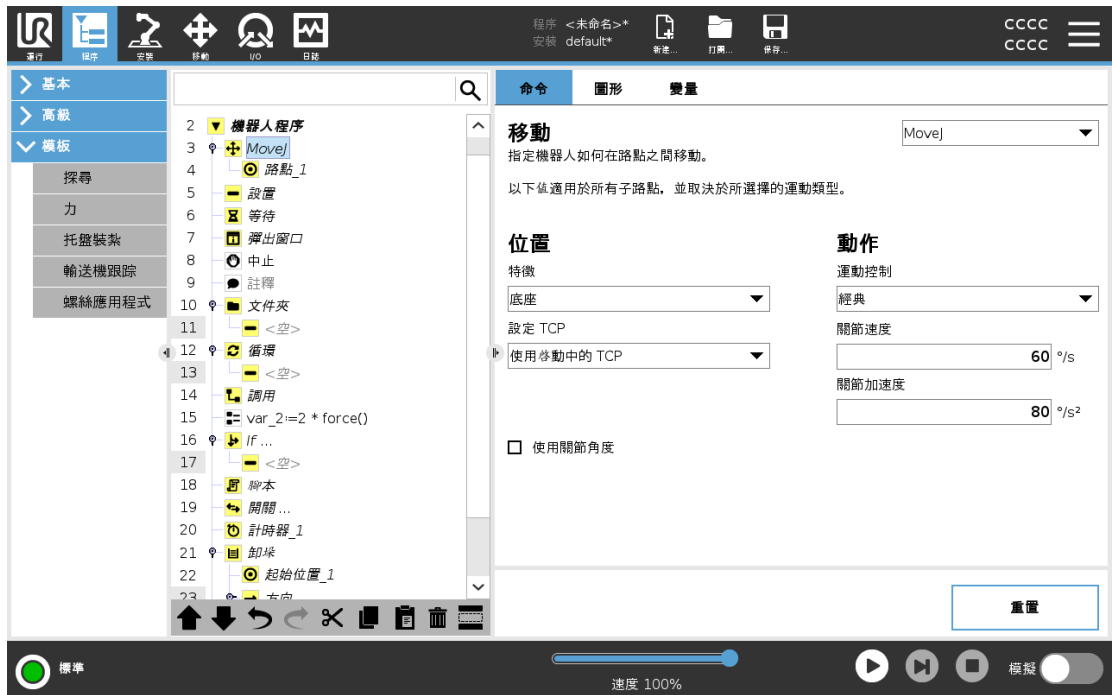 UR
運行
程序
安裝
移動
I/O
日誌
程序 <未命名>*
安裝 default*
新建...
打開...
保存...
CCCC
CCCC
基本
高級
模板
探尋
力
托盤裝紮
輸送機跟踪
螺絲應用程式
2 機器人程序
3 MoveJ
4 路點_1
5 設置
6 等待
7 彈出窗口
8 中止
9 註釋
10 文件夾
11 <空>
12 循環
13 <空>
14 調用
15 var_2:=2 * force()
16 If ...
17 <空>
18 腳本
19 開關 ...
20 計時器_1
21 卸垛
22 起始位置_1
23 方向
命令
圖形
變量
移動
MoveJ
指定機器人如何在路點之間移動。
以下值適用於所有子路點，並取決於所選擇的運動類型。
位置
特徵
底座
設定 TCP
使用啟動中的 TCP
使用關節角度
動作
運動控制
經典
關節速度
60 °/s
關節加速度
80 °/s²
重置
標準
速度 100%
模擬